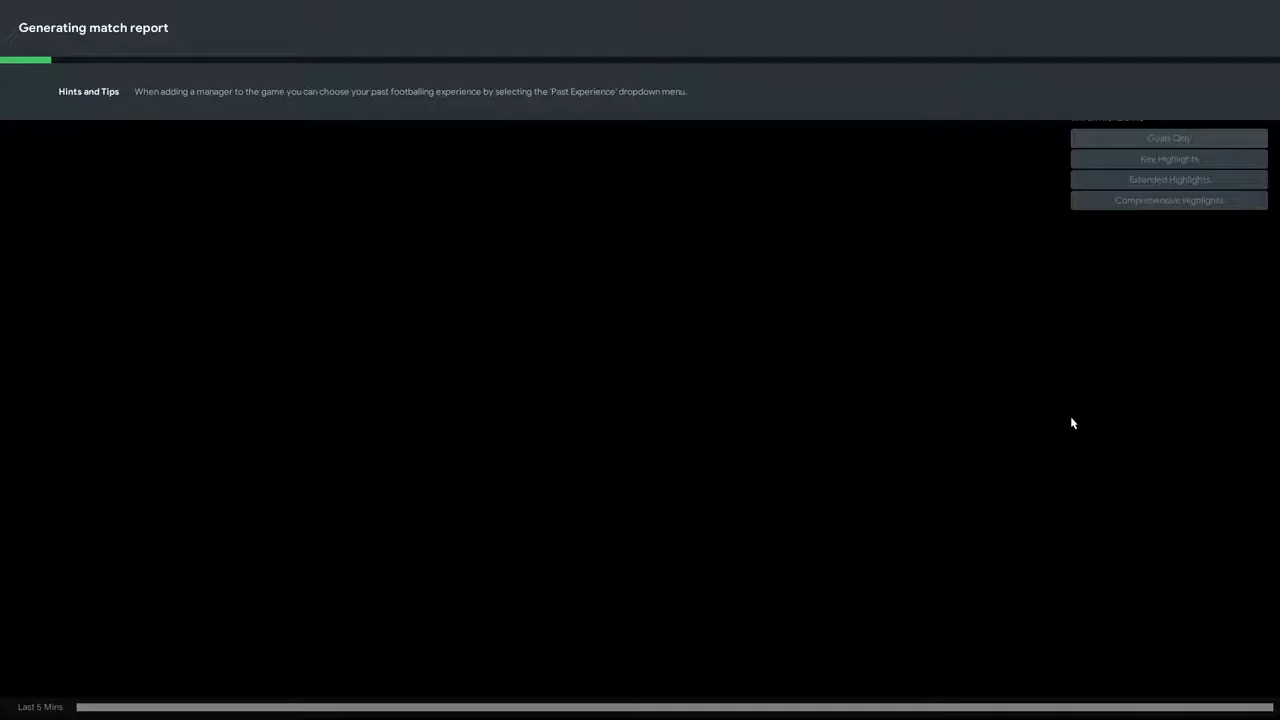 Generating match report
Hints and Tips When adding a manager to the game you can choose your past footballing experience by selecting the 'Past Experience' dropdown menu.
Goals Only
Key Highlights
Extended Highlights
Comprehensive Highlights
Last 5 Mins